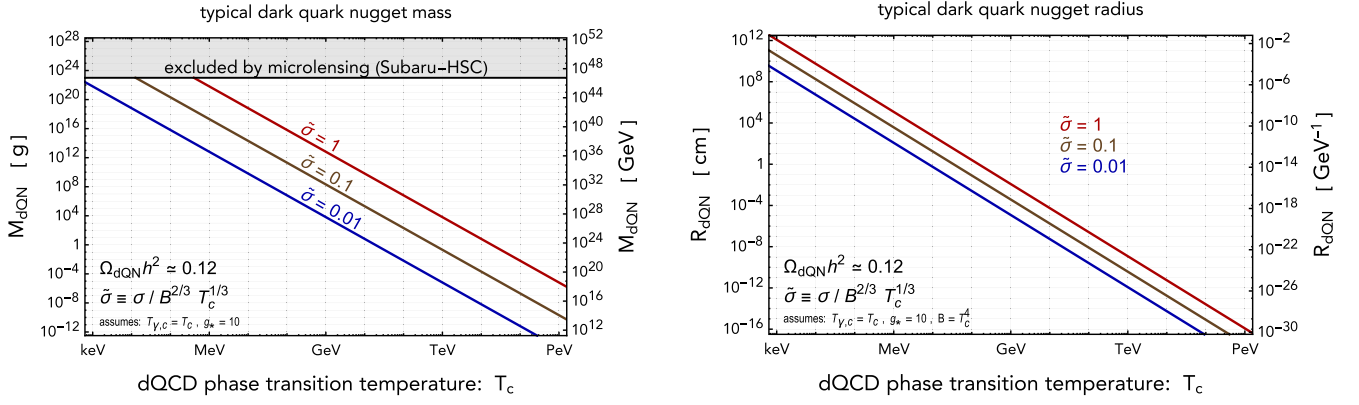 typical dark quark nugget mass
10^28
10^24
10^20
10^16
10^12
10^8
10^4
1
10^−4
10^−8
10^−12
M_dQN [ g ]
10^52
10^48
10^44
10^40
10^36
10^32
10^28
10^24
10^20
10^16
10^12
M_dQN [ GeV ]
excluded by microlensing (Subaru−HSC)
σ̃ = 1
σ̃ = 0.1
σ̃ = 0.01
Ω_dQN h^2 ≃ 0.12
σ̃ ≡ σ / B^2/3 T_c^1/3
assumes: T_γ,c = T_c , g_* = 10
keV MeV GeV TeV PeV
dQCD phase transition temperature: T_c
typical dark quark nugget radius
10^12
10^8
10^4
1
10^−4
10^−8
10^−12
10^−16
R_dQN [ cm ]
10^−2
10^−6
10^−10
10^−14
10^−18
10^−22
10^−26
10^−30
R_dQN [ GeV^−1 ]
σ̃ = 1
σ̃ = 0.1
σ̃ = 0.01
Ω_dQN h^2 ≃ 0.12
σ̃ ≡ σ / B^2/3 T_c^1/3
assumes: T_γ,c = T_c , g_* = 10 , B = T_c^4
keV MeV GeV TeV PeV
dQCD phase transition temperature: T_c